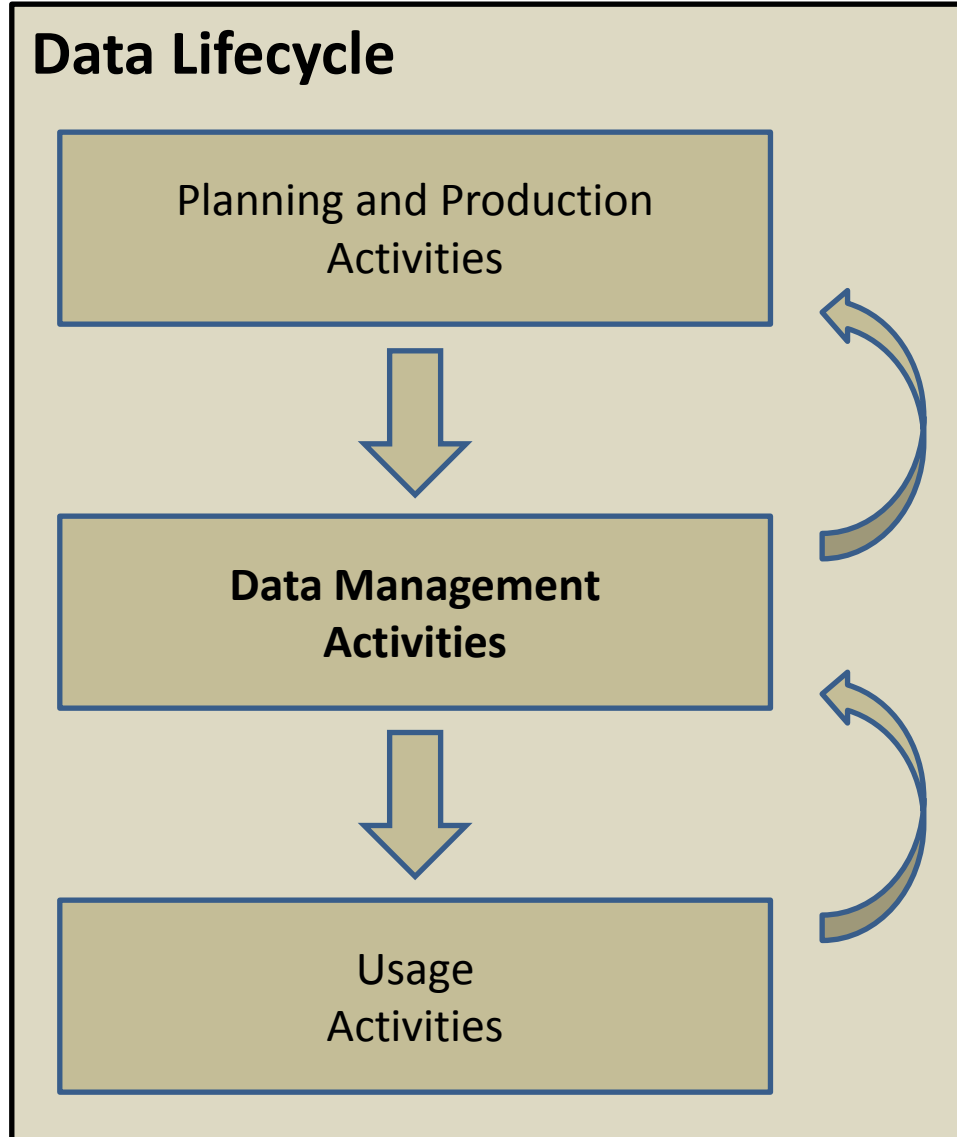 Data Lifecycle
Planning and Production
Activities
Data Management
Activities
Usage
Activities